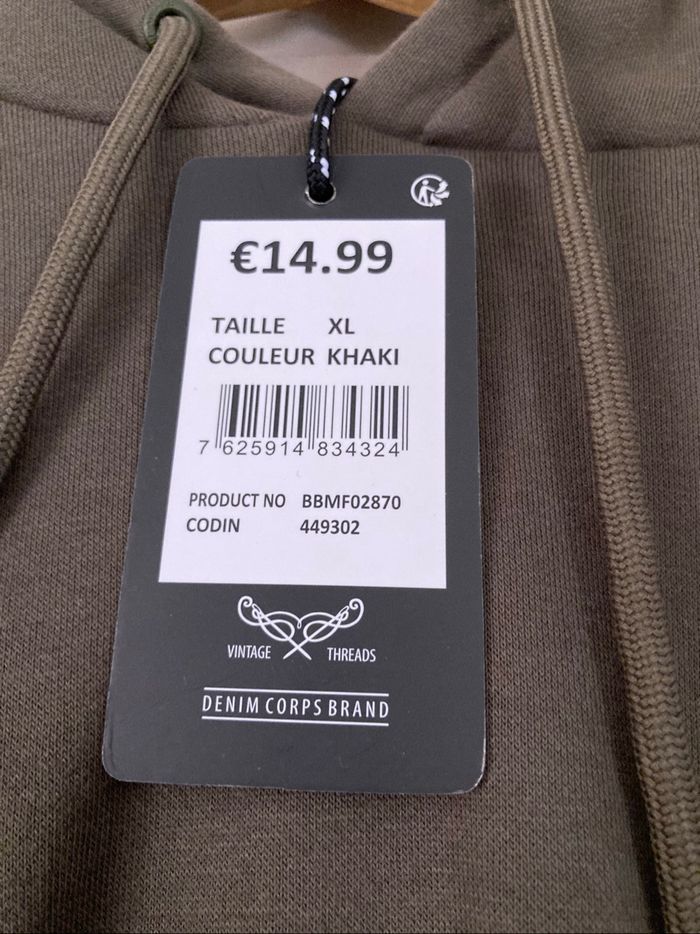 €14.99
TAILLE XL
COULEUR KHAKI
7 625914 834324
PRODUCT NO BBMF02870
CODIN 449302
VINTAGE THREADS
DENIM CORPS BRAND